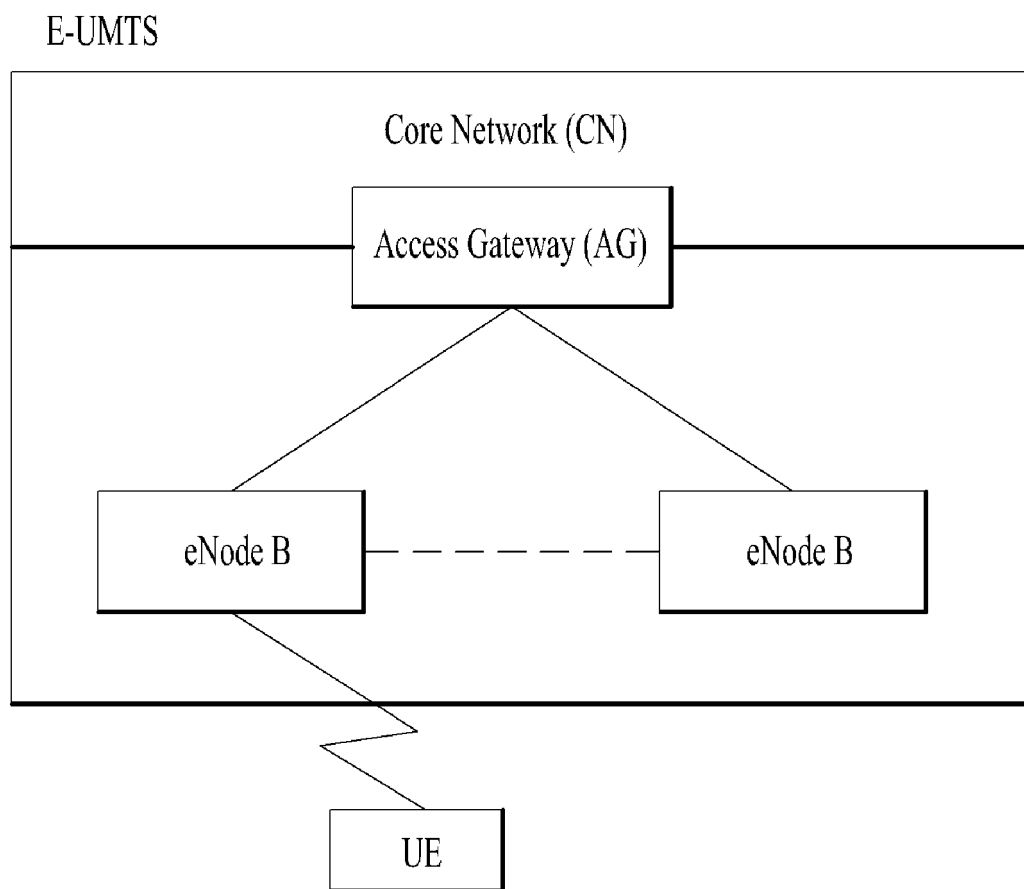 E-UMTS
Core Network (CN)
Access Gateway (AG)
eNode B
eNode B
UE